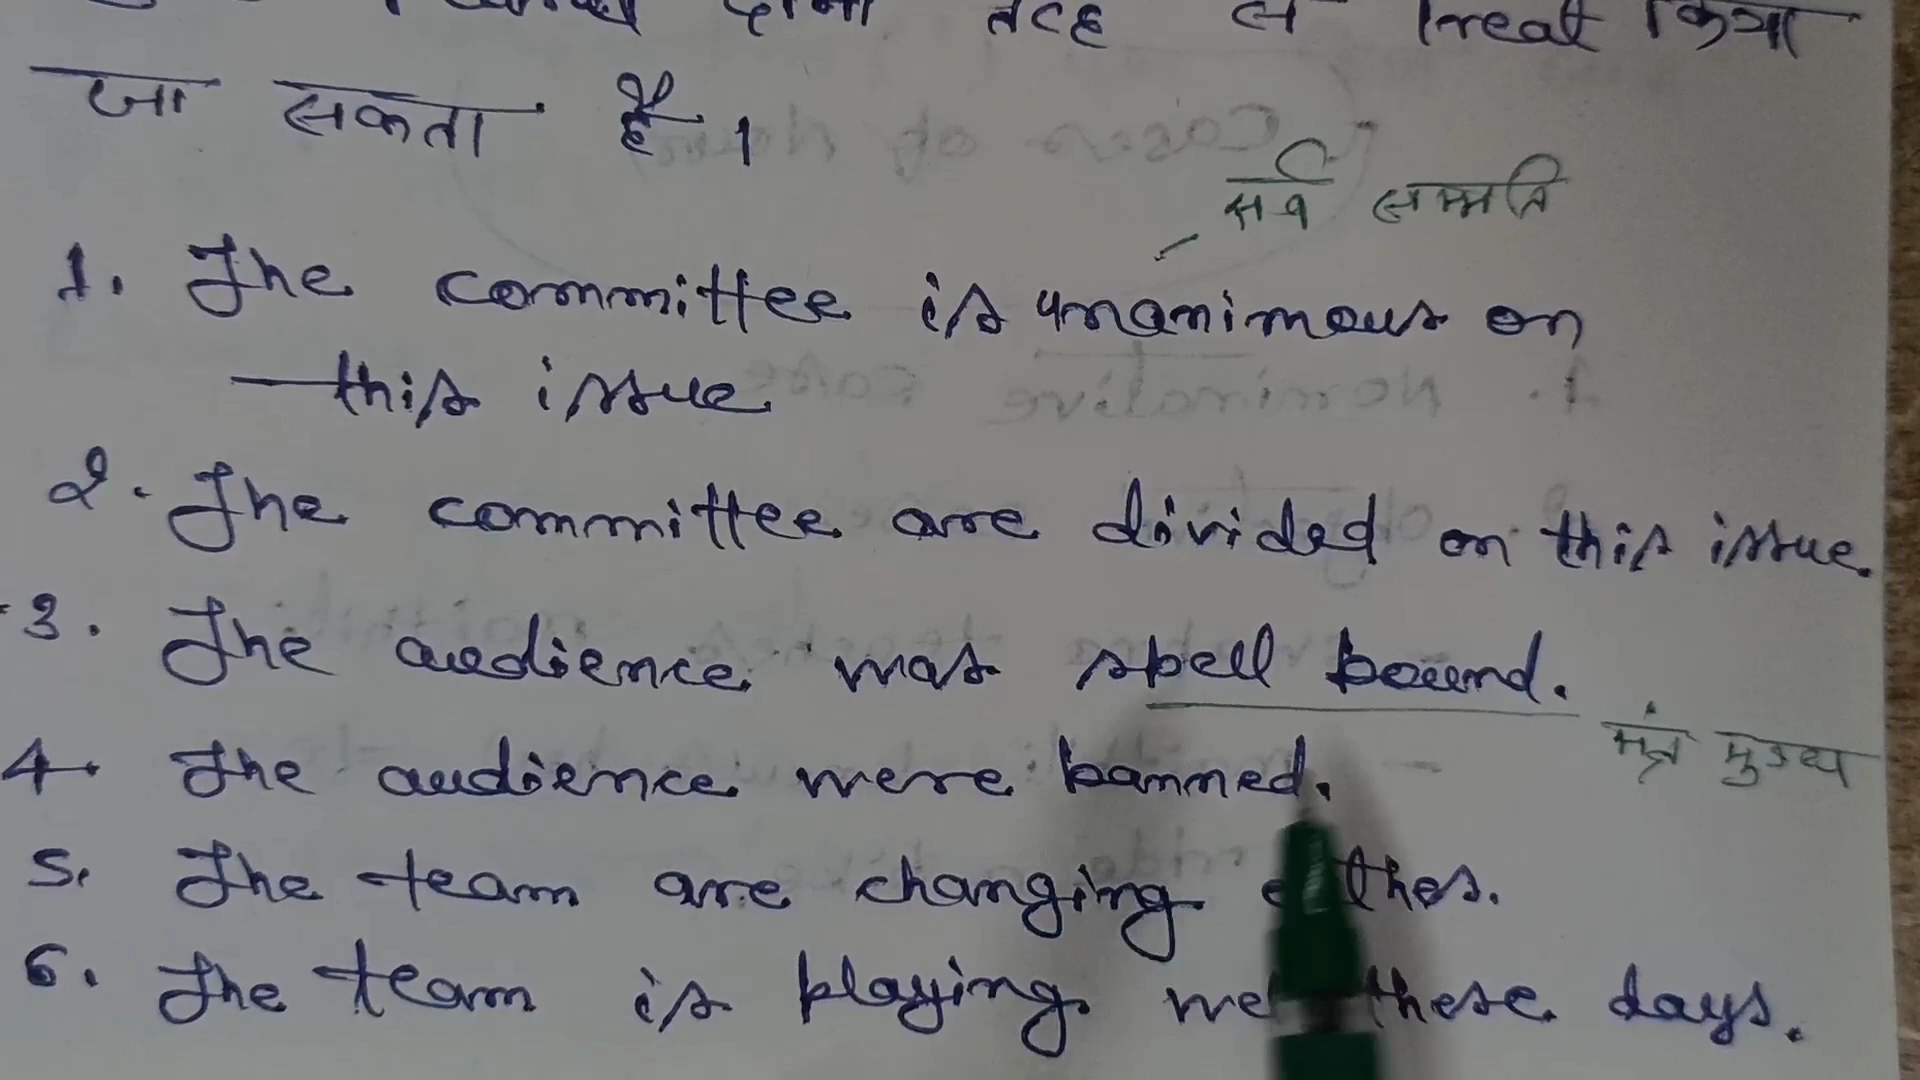 दोनो तरह से treat किया
जा सकता है।
सर्व सम्मति
1. The committee is unanimous on
this issue
2. The committee are divided on this issue.
3. The audience was spell bound.
मंत्र मुग्ध
4. The audience were banned.
5. The team are changing
6. The team is playing these days.